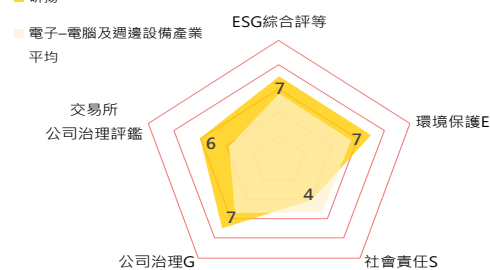 電子–電腦及週邊設備產業
平均
ESG綜合評等
7
交易所
公司治理評鑑
6
7
環境保護E
4
7
公司治理G
社會責任S